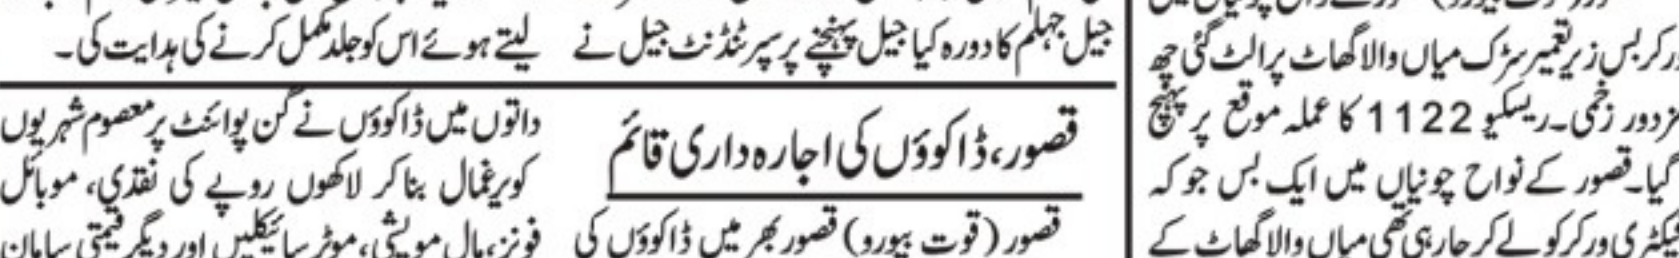 ورکر بس زیر تعمیر سڑک میاں والا گھاٹ پر الٹ گئی چھ
مزدور زخمی۔ ریسکیو 1122 کا عملہ موقع پر پہنچ
گیا۔ قصور کے نواح چونیاں میں ایک بس جو کہ
فیکٹری ورکر کو لے کر جا رہی تھی میاں والا گھاٹ کے
جیل جہلم کا دورہ کیا جیل پہنچنے پر سپرنٹنڈنٹ جیل نے
لیتے ہوئے اس کو جلد مکمل کرنے کی ہدایت کی۔
قصور، ڈاکوؤں کی اجارہ داری قائم
قصور (قوت بیورو) قصور بھر میں ڈاکوؤں کی
داتوں میں ڈاکوؤں نے گن پوائنٹ پر معصوم شہریوں
کو یرغمال بنا کر لاکھوں روپے کی نقدی، موبائل
فونز، مال مویشی، موٹر سائیکلیں اور دیگر قیمتی سامان